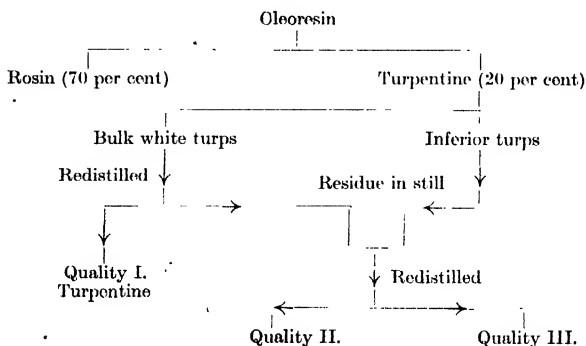 Oleoresin
Rosin (70 per cent) Turpentine (20 per cent)
Bulk white turps Inferior turps
Redistilled Residue in still
Quality I.
Turpentine
Redistilled
Quality II. Quality III.